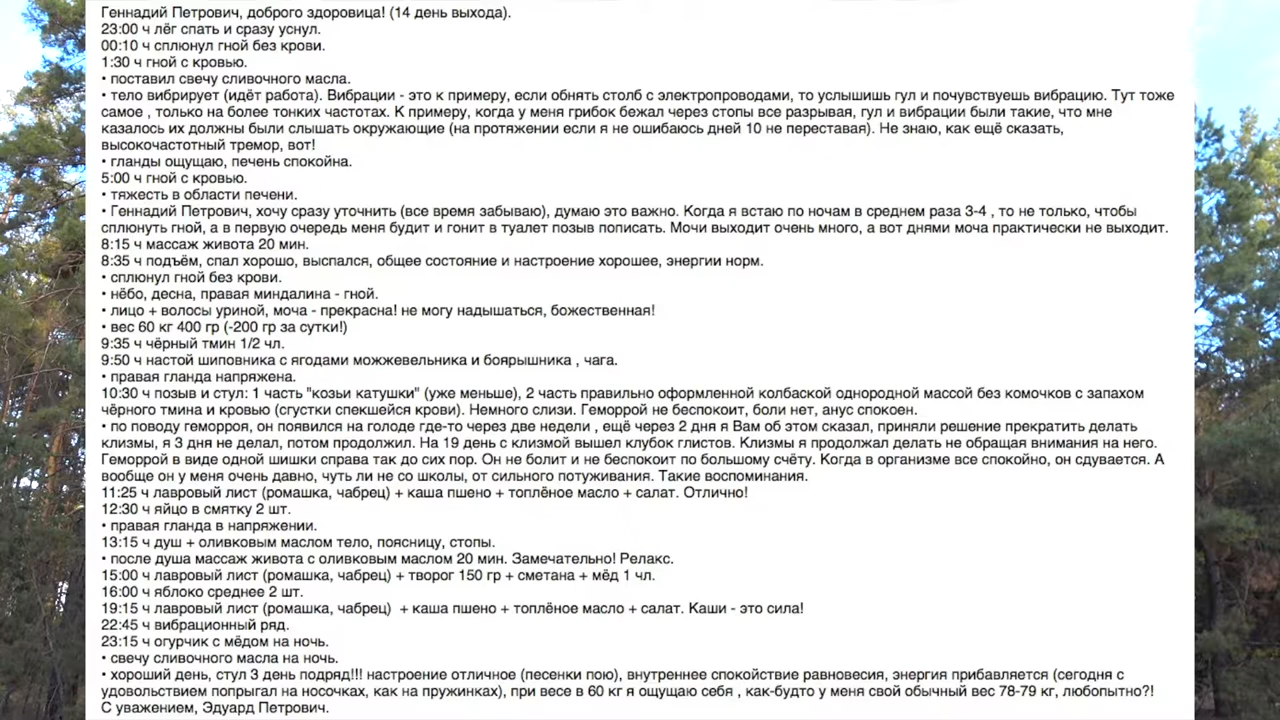 Геннадий Петрович, доброго здоровица! (14 день выхода).
23:00 ч лёг спать и сразу уснул.
00:10 ч сплюнул гной без крови.
1:30 ч гной с кровью.
• поставил свечу сливочного масла.
• тело вибрирует (идёт работа). Вибрации - это к примеру, если обнять столб с электропроводами, то услышишь гул и почувствуешь вибрацию. Тут тоже
самое , только на более тонких частотах. К примеру, когда у меня грибок бежал через стопы все разрывая, гул и вибрации были такие, что мне
казалось их должны были слышать окружающие (на протяжении если я не ошибаюсь дней 10 не переставая). Не знаю, как ещё сказать,
высокочастотный тремор, вот!
• гланды ощущаю, печень спокойна.
5:00 ч гной с кровью.
• тяжесть в области печени.
• Геннадий Петрович, хочу сразу уточнить (все время забываю), думаю это важно. Когда я встаю по ночам в среднем раза 3-4 , то не только, чтобы
сплюнуть гной, а в первую очередь меня будит и гонит в туалет позыв пописать. Мочи выходит очень много, а вот днями моча практически не выходит.
8:15 ч массаж живота 20 мин.
8:35 ч подъём, спал хорошо, выспался, общее состояние и настроение хорошее, энергии норм.
• сплюнул гной без крови.
• нёбо, десна, правая миндалина - гной.
• лицо + волосы уриной, моча - прекрасна! не могу надышаться, божественная!
• вес 60 кг 400 гр (-200 гр за сутки!)
9:35 ч чёрный тмин 1/2 чл.
9:50 ч настой шиповника с ягодами можжевельника и боярышника , чага.
• правая гланда напряжена.
10:30 ч позыв и стул: 1 часть "козьи катушки" (уже меньше), 2 часть правильно оформленной колбаской однородной массой без комочков с запахом
чёрного тмина и кровью (сгустки спекшейся крови). Немного слизи. Геморрой не беспокоит, боли нет, анус спокоен.
• по поводу геморроя, он появился на голоде где-то через две недели , ещё через 2 дня я Вам об этом сказал, приняли решение прекратить делать
клизмы, я 3 дня не делал, потом продолжил. На 19 день с клизмой вышел клубок глистов. Клизмы я продолжал делать не обращая внимания на него.
Геморрой в виде одной шишки справа так до сих пор. Он не болит и не беспокоит по большому счёту. Когда в организме все спокойно, он сдувается. А
вообще он у меня очень давно, чуть ли не со школы, от сильного потуживания. Такие воспоминания.
11:25 ч лавровый лист (ромашка, чабрец) + каша пшено + топлёное масло + салат. Отлично!
12:30 ч яйцо в смятку 2 шт.
• правая гланда в напряжении.
13:15 ч душ + оливковым маслом тело, поясницу, стопы.
• после душа массаж живота с оливковым маслом 20 мин. Замечательно! Релакс.
15:00 ч лавровый лист (ромашка, чабрец) + творог 150 гр + сметана + мёд 1 чл.
16:00 ч яблоко среднее 2 шт.
19:15 ч лавровый лист (ромашка, чабрец)  + каша пшено + топлёное масло + салат. Каши - это сила!
22:45 ч вибрационный ряд.
23:15 ч огурчик с мёдом на ночь.
• свечу сливочного масла на ночь.
• хороший день, стул 3 день подряд!!! настроение отличное (песенки пою), внутреннее спокойствие равновесия, энергия прибавляется (сегодня с
удовольствием попрыгал на носочках, как на пружинках), при весе в 60 кг я ощущаю себя , как-будто у меня свой обычный вес 78-79 кг, любопытно?!
С уважением, Эдуард Петрович.